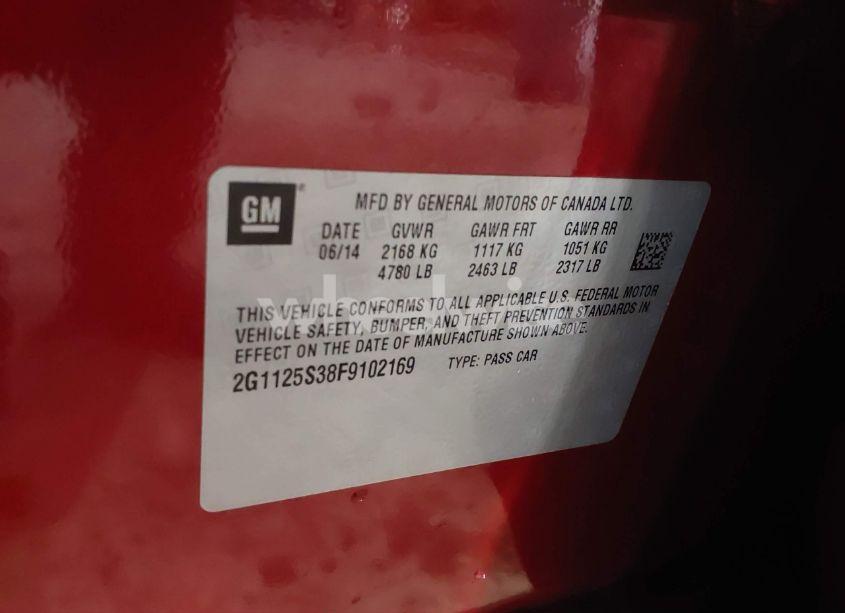 GM
MFD BY GENERAL MOTORS OF CANADA LTD.
DATE GVWR GAWR FRT GAWR RR
06/14 2168 KG 1117 KG 1051 KG
4780 LB 2463 LB 2317 LB
THIS VEHICLE CONFORMS TO ALL APPLICABLE U.S. FEDERAL MOTOR
VEHICLE SAFETY, BUMPER, AND THEFT PREVENTION STANDARDS IN
EFFECT ON THE DATE OF MANUFACTURE SHOWN ABOVE.
2G1125S38F9102169 TYPE: PASS CAR